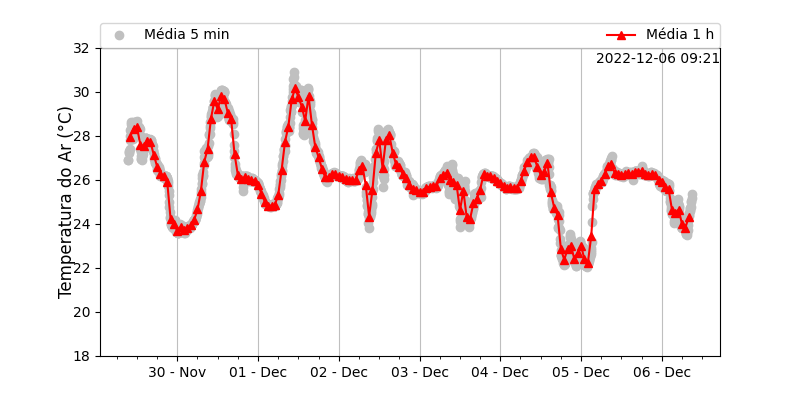 Média 5 min
Média 1 h
2022-12-06 09:21
Temperatura do Ar (°C)
32
30
28
26
24
22
20
18
30 - Nov
01 - Dec
02 - Dec
03 - Dec
04 - Dec
05 - Dec
06 - Dec